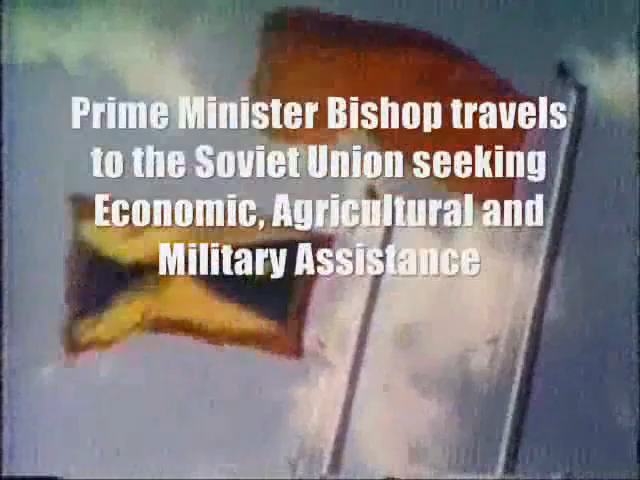 Prime Minister Bishop travels
to the Soviet Union seeking
Economic, Agricultural and
Military Assistance